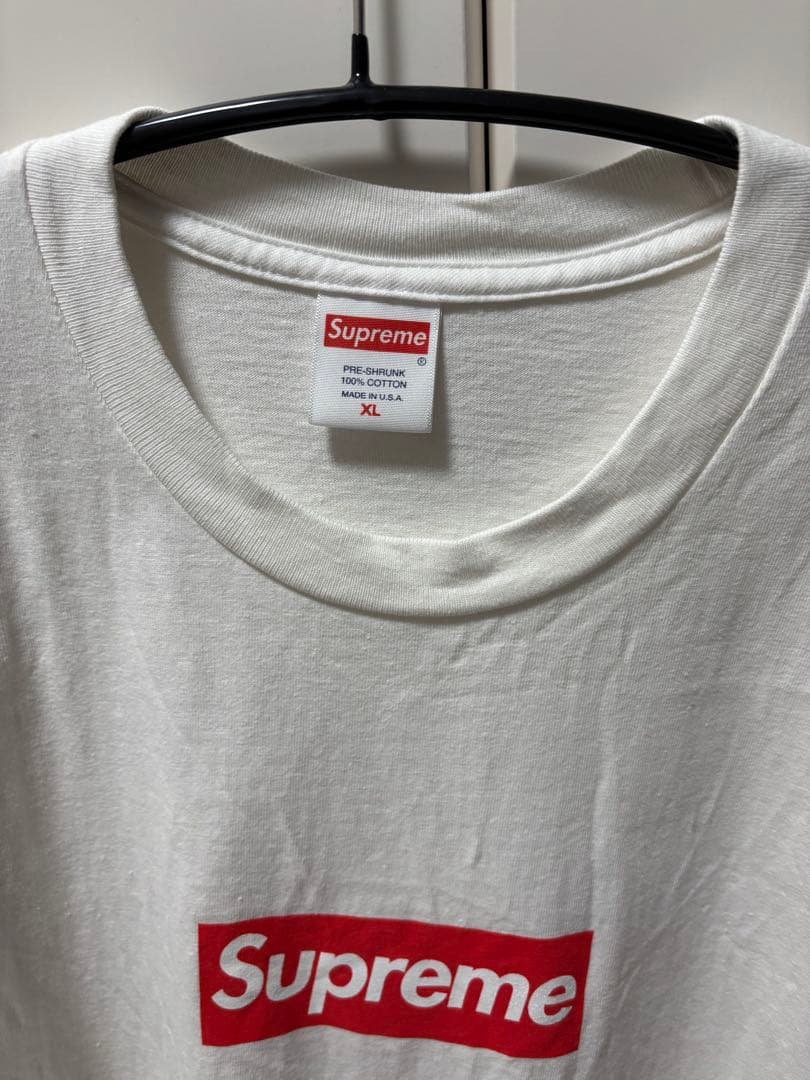 Supreme
®
PRE-SHRUNK
100% COTTON
MADE IN U.S.A.
XL
Supreme